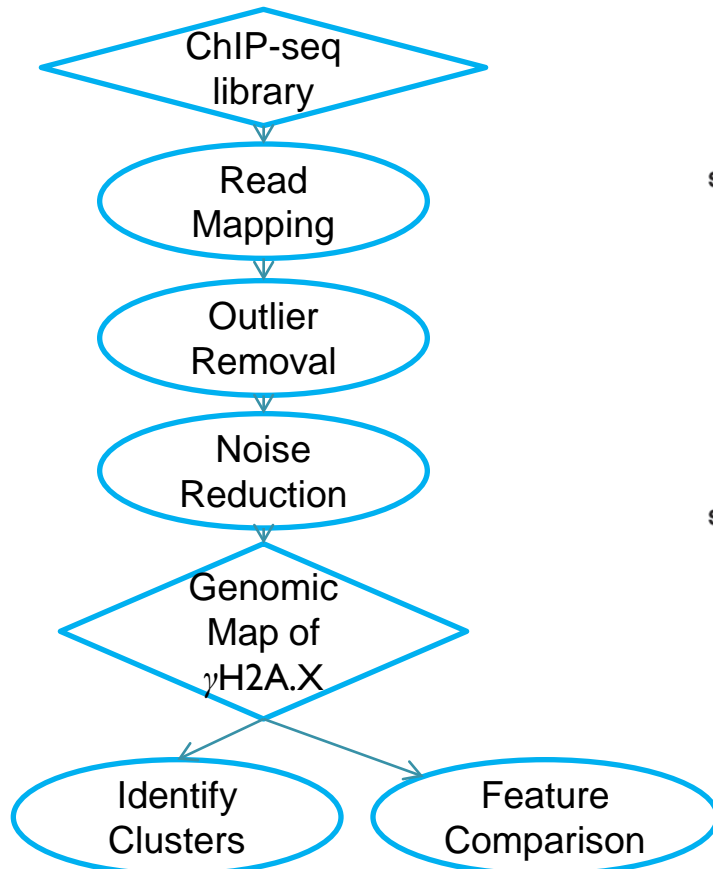 ChIP-seq
library
Read
Mapping
Outlier
Removal
Noise
Reduction
Genomic
Map of
γH2A.X
Identify
Clusters
Feature
Comparison
s
s